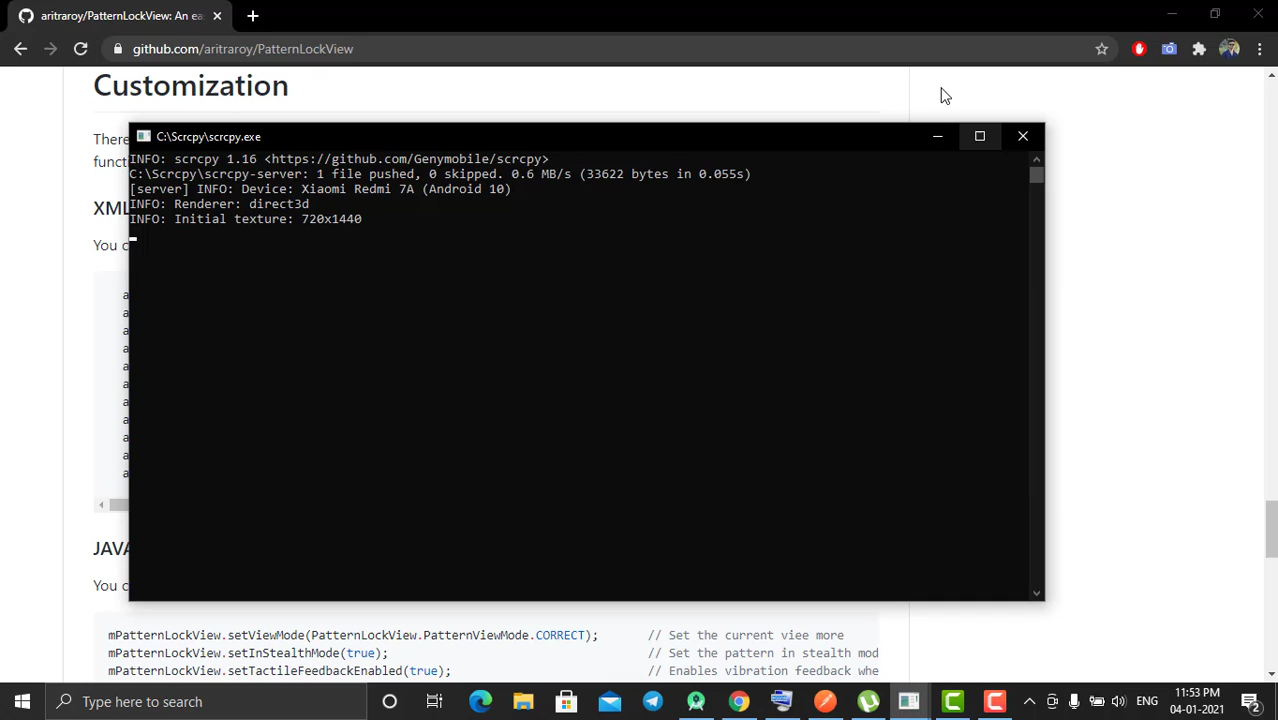 aritraroy/PatternLockView: An ea
github.com/aritraroy/PatternLockView
Customization
There
functi
C:\Scrcpy\scrcpy.exe
INFO: scrcpy 1.16 <https://github.com/Genymobile/scrcpy>
C:\Scrcpy\scrcpy-server: 1 file pushed, 0 skipped. 0.6 MB/s (33622 bytes in 0.055s)
[server] INFO: Device: Xiaomi Redmi 7A (Android 10)
INFO: Renderer: direct3d
INFO: Initial texture: 720x1440
XML
You c
a
a
a
a
a
a
a
a
a
a
a
JAVA
You c
mPatternLockView.setViewMode(PatternLockView.PatternViewMode.CORRECT); // Set the current viee more
mPatternLockView.setInStealthMode(true); // Set the pattern in stealth mod
mPatternLockView.setTactileFeedbackEnabled(true); // Enables vibration feedback whe
Type here to search
ENG
11:53 PM
04-01-2021
2